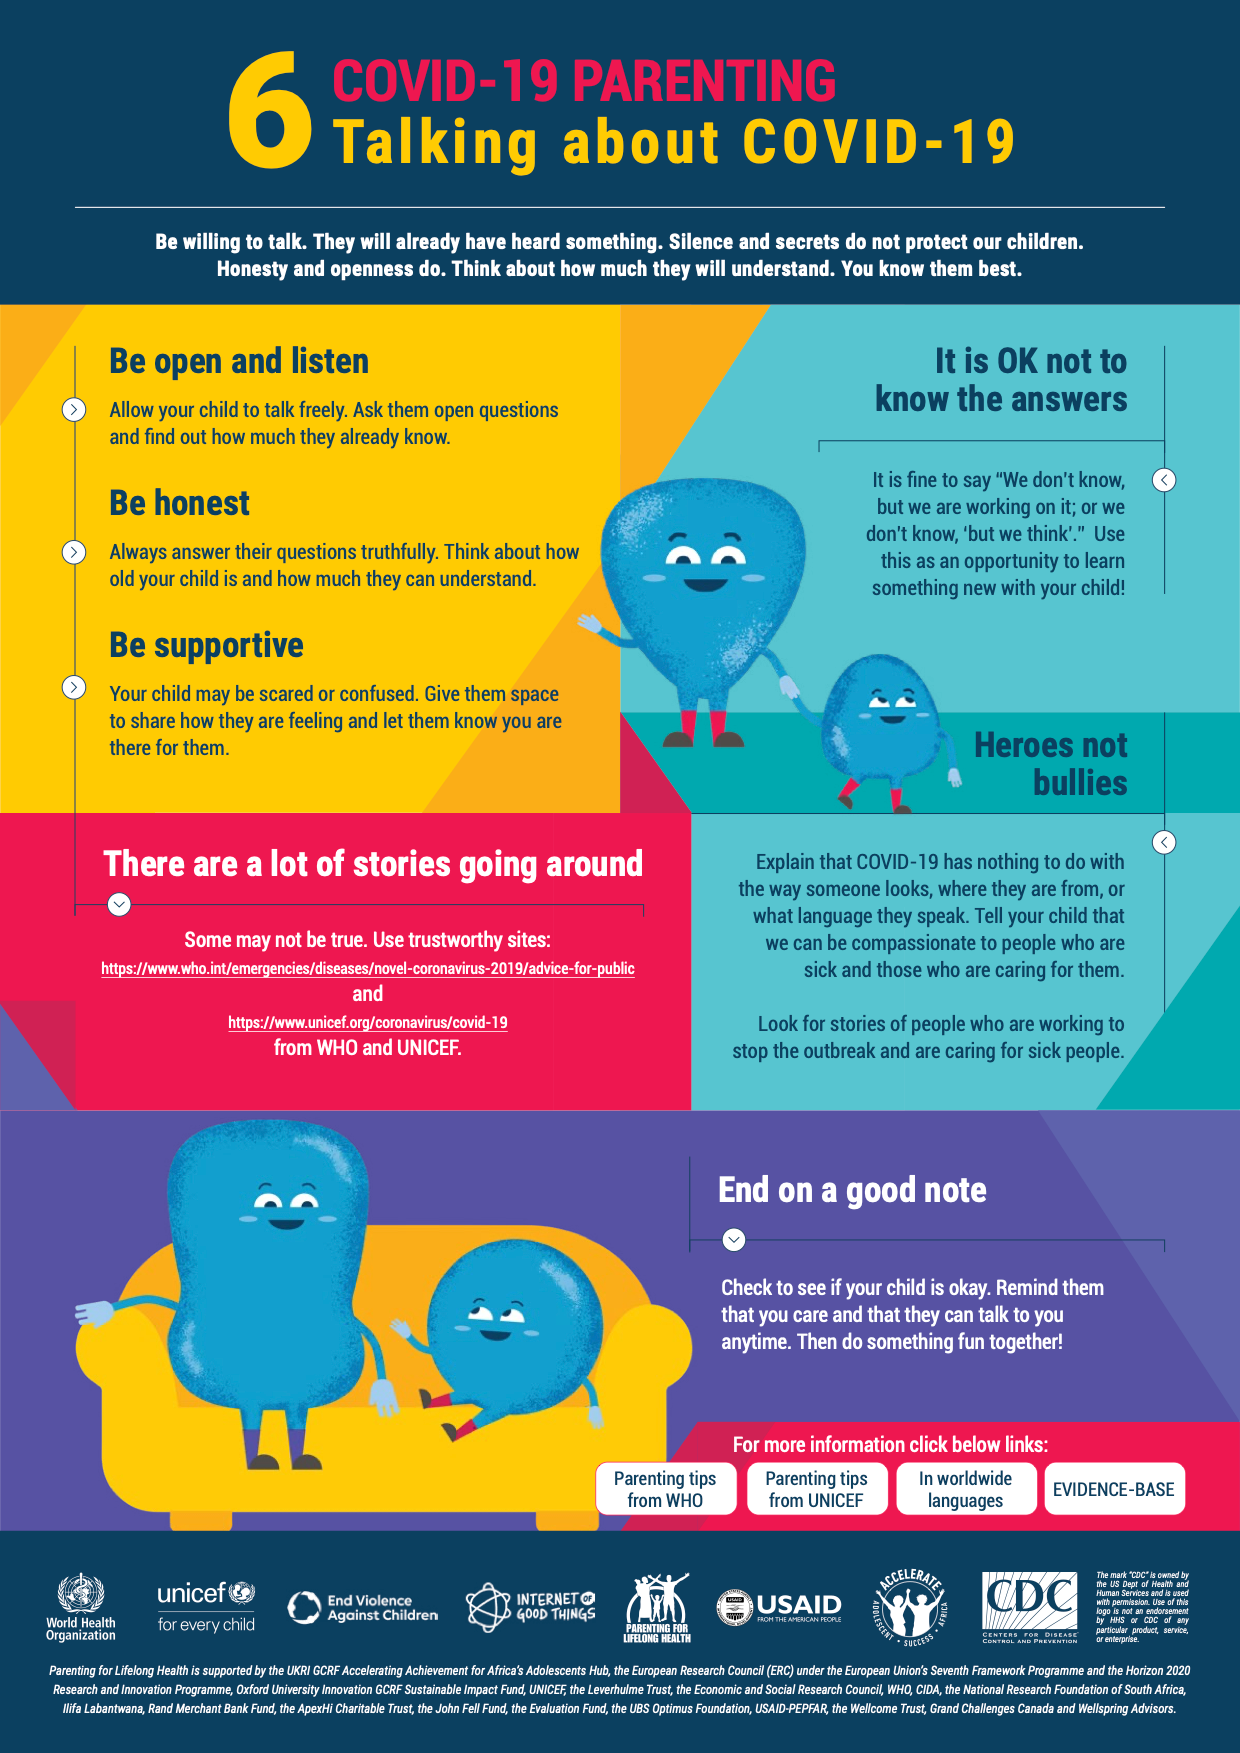 6
COVID-19 PARENTING
Talking about COVID-19
Be willing to talk. They will already have heard something. Silence and secrets do not protect our children.
Honesty and openness do. Think about how much they will understand. You know them best.
Be open and listen
Allow your child to talk freely. Ask them open questions
and find out how much they already know.
Be honest
Always answer their questions truthfully. Think about how
old your child is and how much they can understand.
Be supportive
Your child may be scared or confused. Give them space
to share how they are feeling and let them know you are
there for them.
It is OK not to
know the answers
It is fine to say “We don’t know,
but we are working on it; or we
don’t know, ‘but we think’.” Use
this as an opportunity to learn
something new with your child!
Heroes not
bullies
Explain that COVID-19 has nothing to do with
the way someone looks, where they are from, or
what language they speak. Tell your child that
we can be compassionate to people who are
sick and those who are caring for them.
Look for stories of people who are working to
stop the outbreak and are caring for sick people.
There are a lot of stories going around
Some may not be true. Use trustworthy sites:
https://www.who.int/emergencies/diseases/novel-coronavirus-2019/advice-for-public
and
https://www.unicef.org/coronavirus/covid-19
from WHO and UNICEF.
End on a good note
Check to see if your child is okay. Remind them
that you care and that they can talk to you
anytime. Then do something fun together!
For more information click below links:
Parenting tips
from WHO
Parenting tips
from UNICEF
In worldwide
languages
EVIDENCE-BASE
World Health
Organization
unicef
for every child
End Violence
Against Children
INTERNET OF
GOOD THINGS
PARENTING FOR
LIFELONG HEALTH
USAID
USAID
FROM THE AMERICAN PEOPLE
ACCELERATE
ADOLESCENT • SUCCESS • AFRICA
CDC
CENTERS FOR DISEASE
CONTROL AND PREVENTION
The mark “CDC” is owned by
the US Dept of Health and
Human Services and is used
with permission. Use of this
logo is not an endorsement
by HHS or CDC of any
particular product, service,
or enterprise.
Parenting for Lifelong Health is supported by the UKRI GCRF Accelerating Achievement for Africa’s Adolescents Hub, the European Research Council (ERC) under the European Union’s Seventh Framework Programme and the Horizon 2020
Research and Innovation Programme, Oxford University Innovation GCRF Sustainable Impact Fund, UNICEF, the Leverhulme Trust, the Economic and Social Research Council, WHO, CIDA, the National Research Foundation of South Africa,
Ilifa Labantwana, Rand Merchant Bank Fund, the ApexHi Charitable Trust, the John Fell Fund, the Evaluation Fund, the UBS Optimus Foundation, USAID-PEPFAR, the Wellcome Trust, Grand Challenges Canada and Wellspring Advisors.